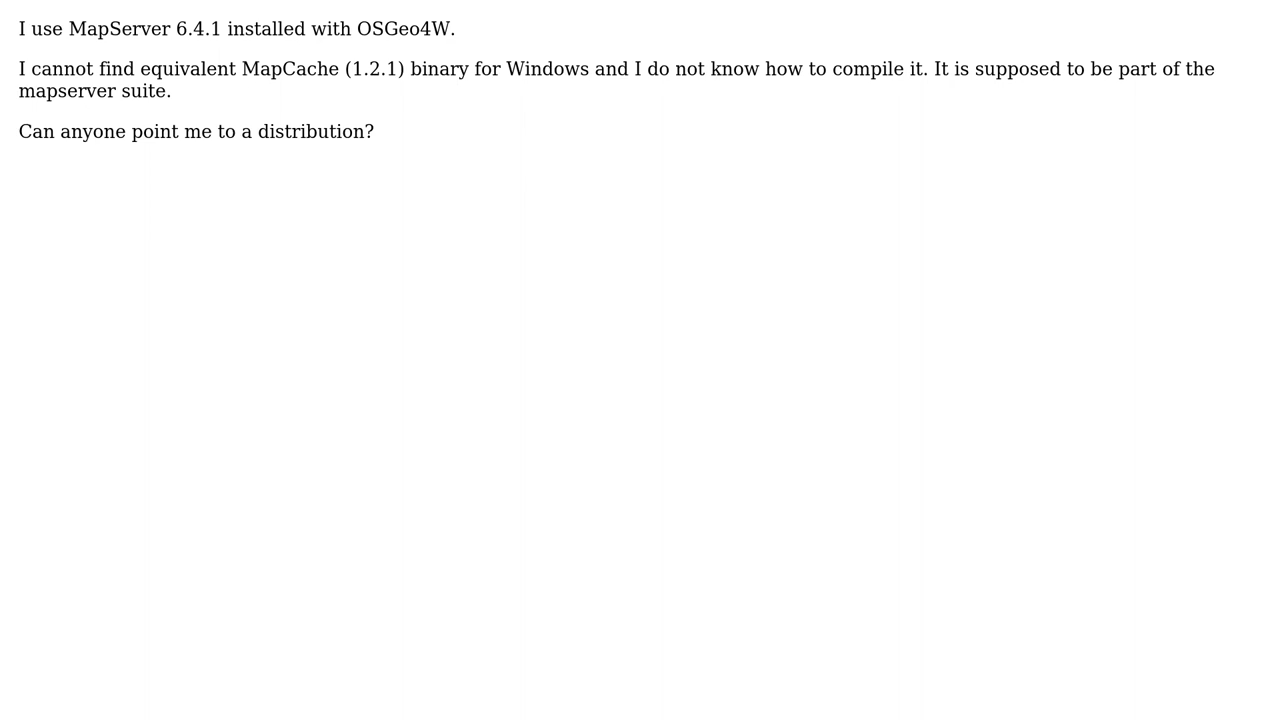 I use MapServer 6.4.1 installed with OSGeo4W.
I cannot find equivalent MapCache (1.2.1) binary for Windows and I do not know how to compile it. It is supposed to be part of the
mapserver suite.
Can anyone point me to a distribution?